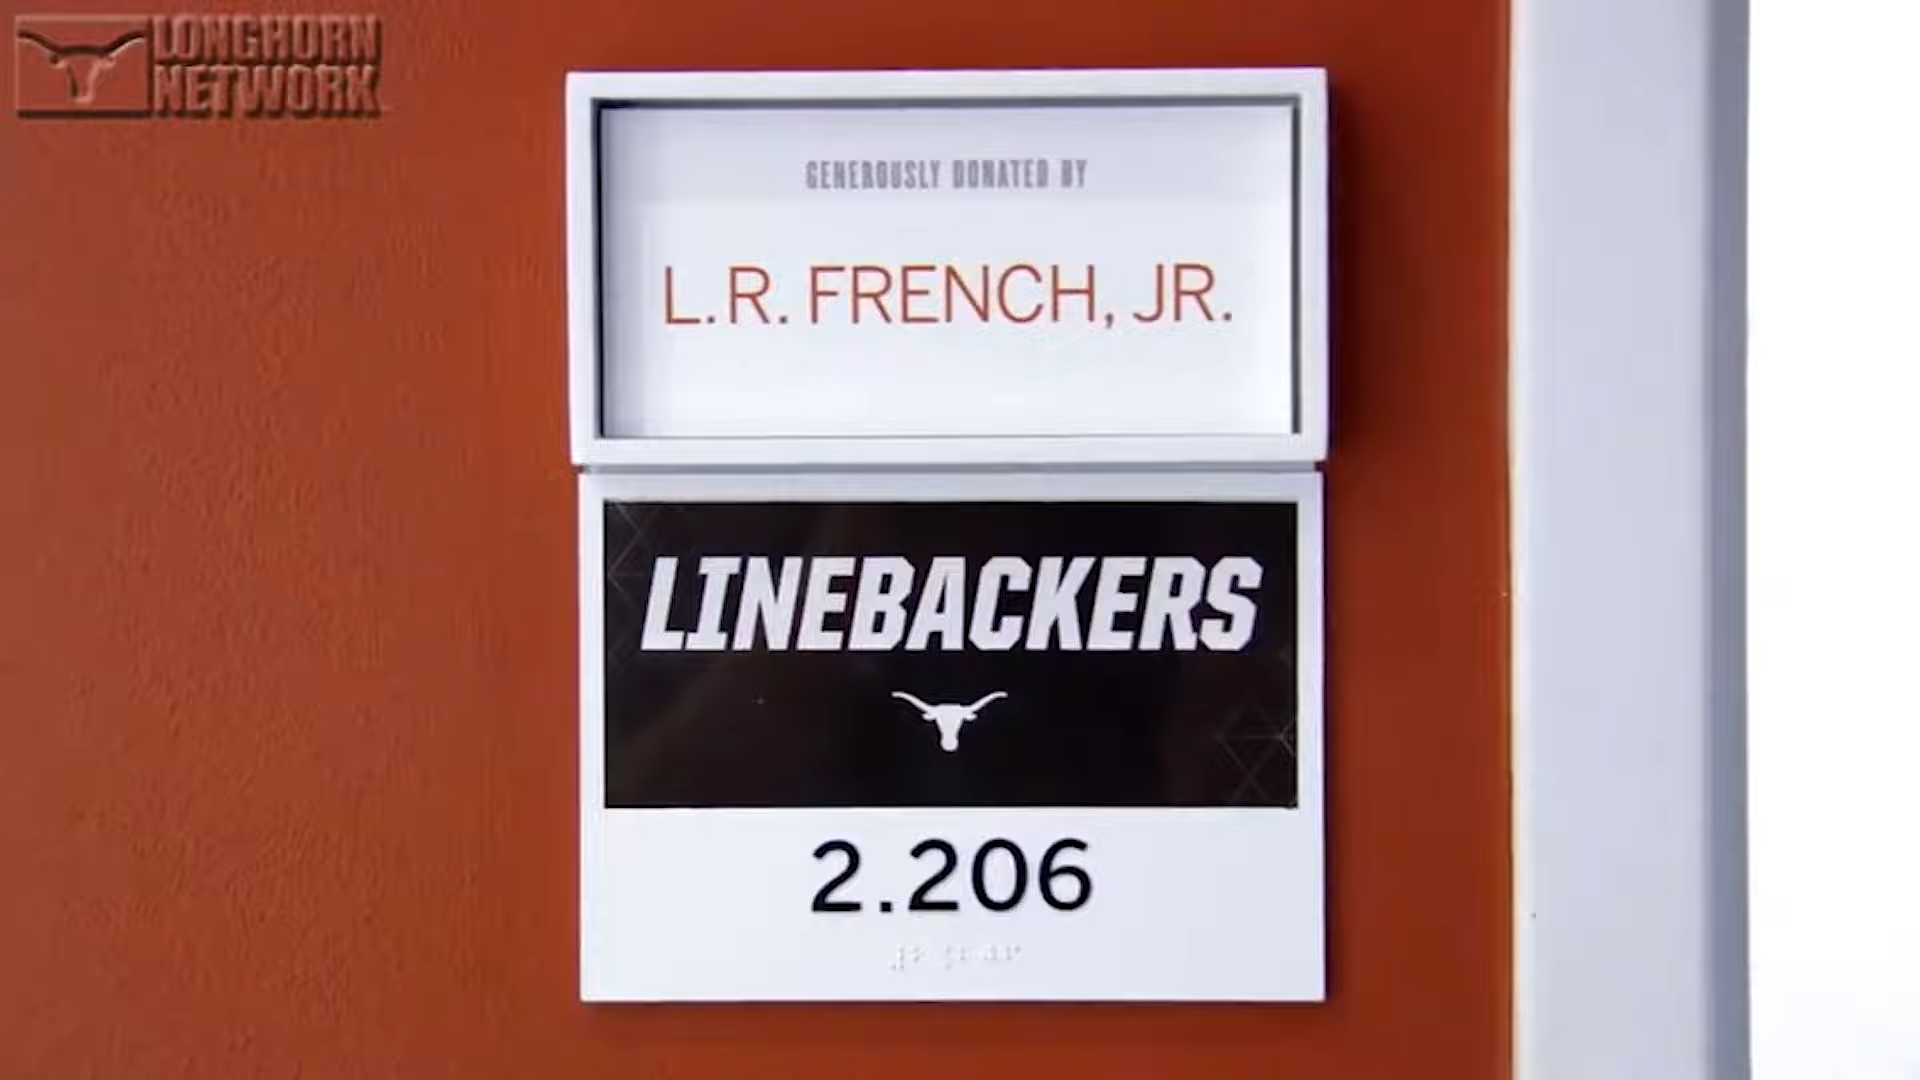 LONGHORN
NETWORK
GENEROUSLY DONATED BY
L.R. FRENCH, JR.
LINEBACKERS
2.206